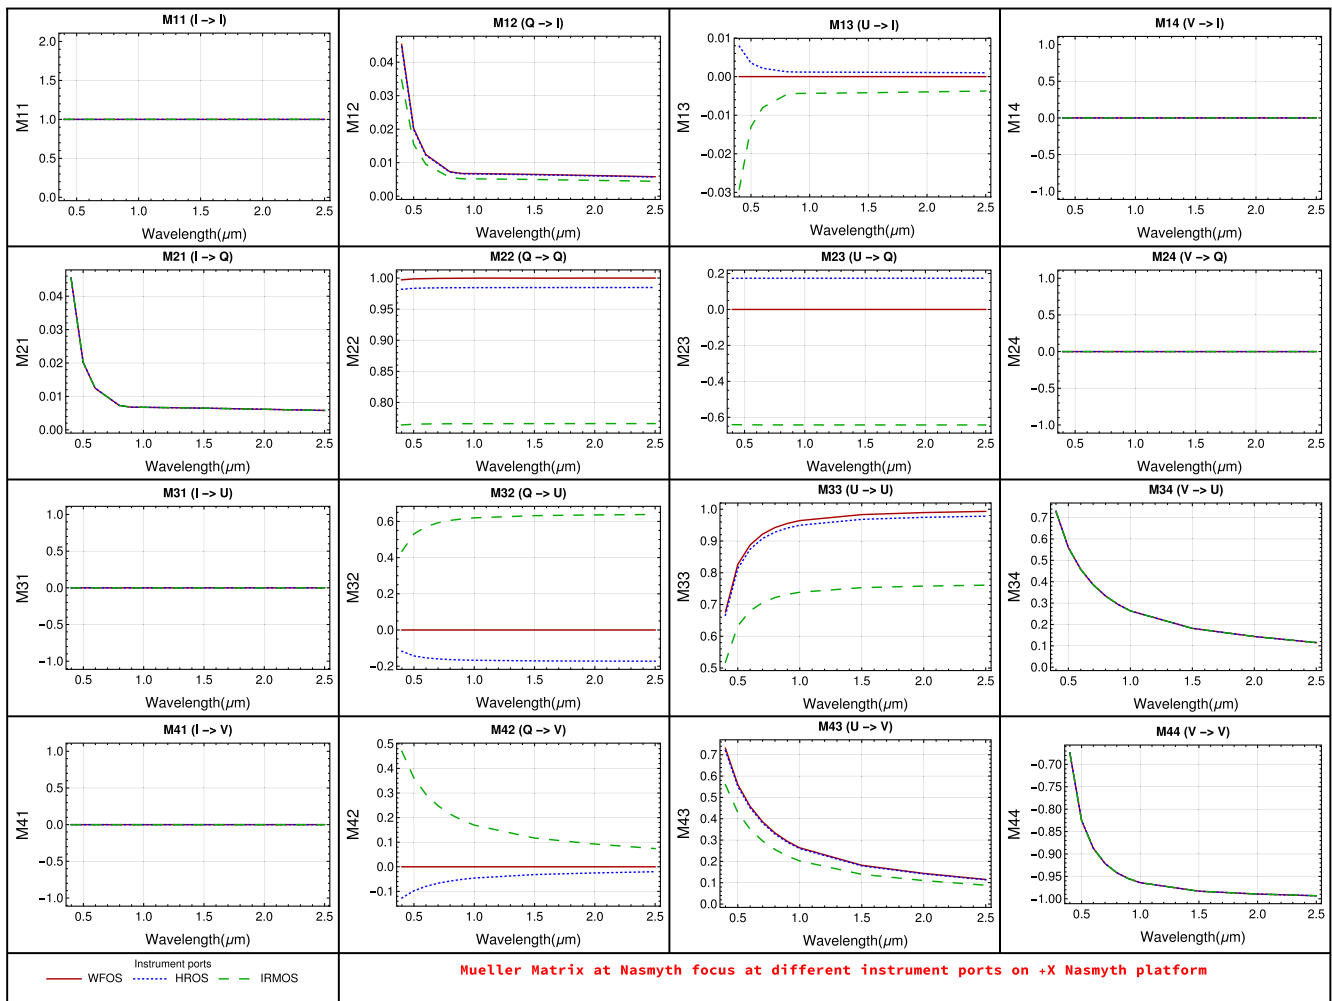 M11 (I -> I)
M11
2.0
1.5
1.0
0.5
0.0
0.5 1.0 1.5 2.0 2.5
Wavelength(μm)
M12 (Q -> I)
M12
0.04
0.03
0.02
0.01
0.00
0.5 1.0 1.5 2.0 2.5
Wavelength(μm)
M13 (U -> I)
M13
0.01
0.00
−0.01
−0.02
−0.03
0.5 1.0 1.5 2.0 2.5
Wavelength(μm)
M14 (V -> I)
M14
1.0
0.5
0.0
−0.5
−1.0
0.5 1.0 1.5 2.0 2.5
Wavelength(μm)
M21 (I -> Q)
M21
0.04
0.03
0.02
0.01
0.00
0.5 1.0 1.5 2.0 2.5
Wavelength(μm)
M22 (Q -> Q)
M22
1.00
0.95
0.90
0.85
0.80
0.5 1.0 1.5 2.0 2.5
Wavelength(μm)
M23 (U -> Q)
M23
0.2
0.0
−0.2
−0.4
−0.6
0.5 1.0 1.5 2.0 2.5
Wavelength(μm)
M24 (V -> Q)
M24
1.0
0.5
0.0
−0.5
−1.0
0.5 1.0 1.5 2.0 2.5
Wavelength(μm)
M31 (I -> U)
M31
1.0
0.5
0.0
−0.5
−1.0
0.5 1.0 1.5 2.0 2.5
Wavelength(μm)
M32 (Q -> U)
M32
0.6
0.4
0.2
0.0
−0.2
0.5 1.0 1.5 2.0 2.5
Wavelength(μm)
M33 (U -> U)
M33
1.0
0.9
0.8
0.7
0.6
0.5
0.5 1.0 1.5 2.0 2.5
Wavelength(μm)
M34 (V -> U)
M34
0.7
0.6
0.5
0.4
0.3
0.2
0.1
0.0
0.5 1.0 1.5 2.0 2.5
Wavelength(μm)
M41 (I -> V)
M41
1.0
0.5
0.0
−0.5
−1.0
0.5 1.0 1.5 2.0 2.5
Wavelength(μm)
M42 (Q -> V)
M42
0.5
0.4
0.3
0.2
0.1
0.0
−0.1
0.5 1.0 1.5 2.0 2.5
Wavelength(μm)
M43 (U -> V)
M43
0.7
0.6
0.5
0.4
0.3
0.2
0.1
0.0
0.5 1.0 1.5 2.0 2.5
Wavelength(μm)
M44 (V -> V)
M44
−0.70
−0.75
−0.80
−0.85
−0.90
−0.95
−1.00
0.5 1.0 1.5 2.0 2.5
Wavelength(μm)
Instrument ports
WFOS HROS IRMOS
Mueller Matrix at Nasmyth focus at different instrument ports on +X Nasmyth platform